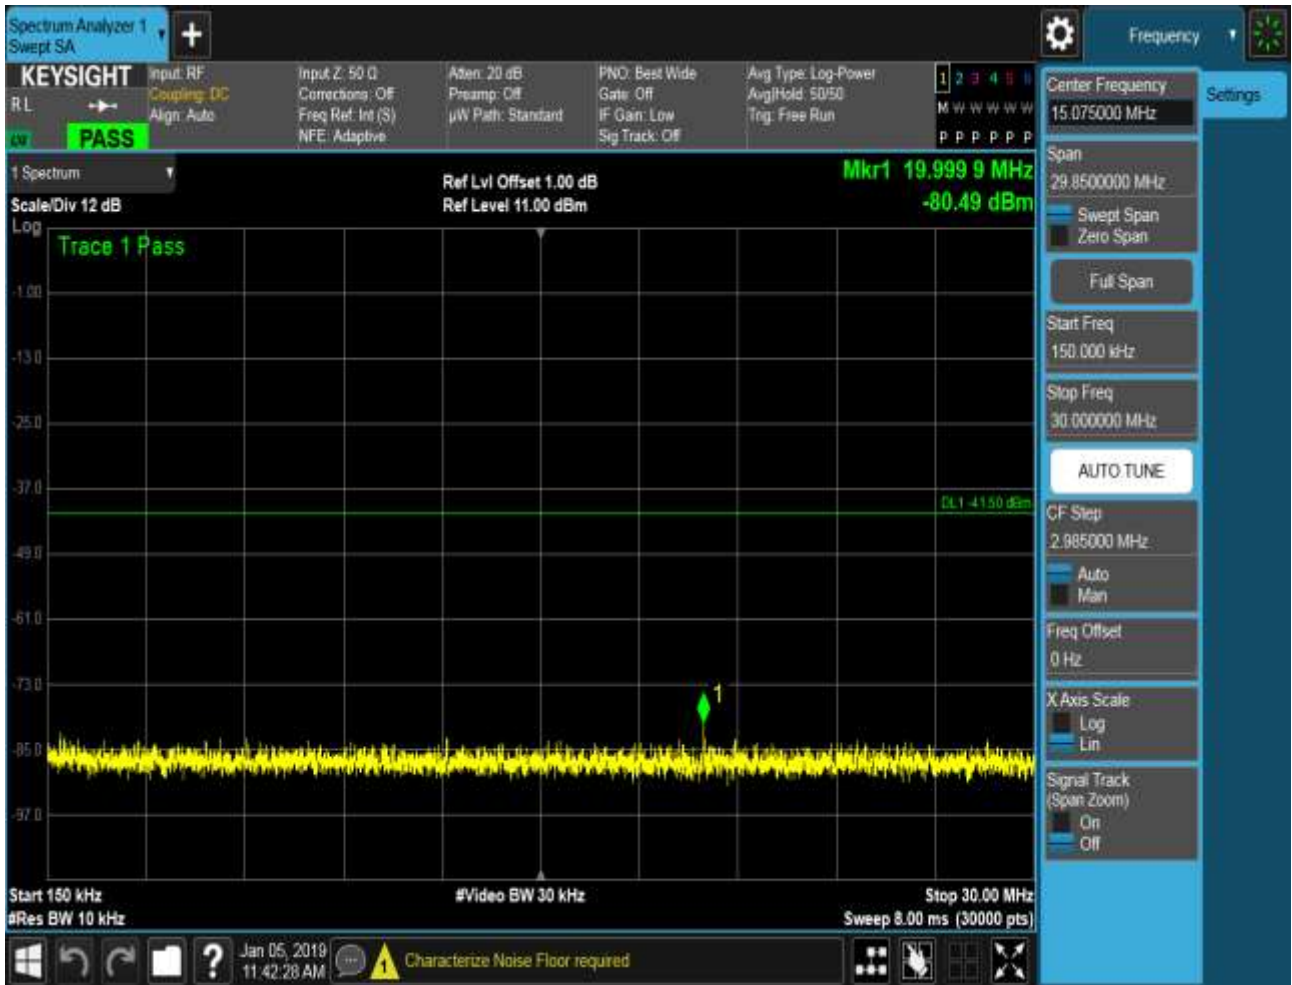 Spectrum Analyzer 1
Swept SA
Frequency
KEYSIGHT
R L
PASS
Input: RF
Coupling: DC
Align: Auto
Input Z: 50 Ω
Corrections: Off
Freq Ref: Int (S)
NFE: Adaptive
Atten: 20 dB
Preamp: Off
µW Path: Standard
PNO: Best Wide
Gate: Off
IF Gain: Low
Sig Track: Off
Avg Type: Log-Power
Avg|Hold: 50/50
Trig: Free Run
1 2 3 4 5 6
M W W W W W
P P P P P P
1 Spectrum
Scale/Div 12 dB
Log
Ref Lvl Offset 1.00 dB
Ref Level 11.00 dBm
Mkr1 19.999 9 MHz
-80.49 dBm
Trace 1 Pass
-1.00
-13.0
-25.0
-37.0
DL1 -41.50 dBm
-49.0
-61.0
-73.0
1
-85.0
-97.0
Start 150 kHz
#Video BW 30 kHz
Stop 30.00 MHz
#Res BW 10 kHz
Sweep 8.00 ms (30000 pts)
Center Frequency
15.075000 MHz
Settings
Span
29.8500000 MHz
Swept Span
Zero Span
Full Span
Start Freq
150.000 kHz
Stop Freq
30.000000 MHz
AUTO TUNE
CF Step
2.985000 MHz
Auto
Man
Freq Offset
0 Hz
X Axis Scale
Log
Lin
Signal Track
(Span Zoom)
On
Off
?
Jan 05, 2019
11:42:28 AM
1
Characterize Noise Floor required